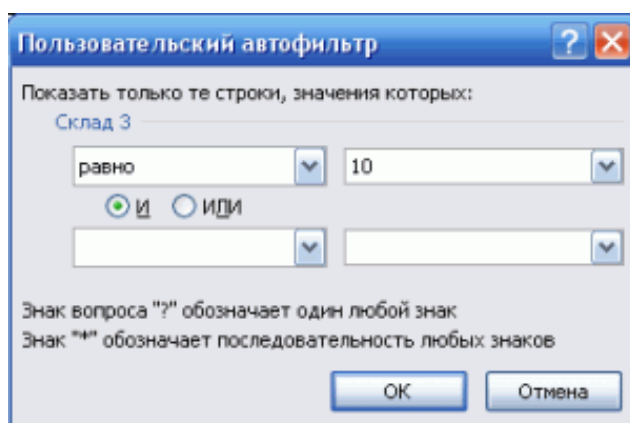 Пользовательский автофильтр
Показать только те строки, значения которых:
Склад 3
равно 10
И ИЛИ
Знак вопроса "?" обозначает один любой знак
Знак "*" обозначает последовательность любых знаков
ОК Отмена